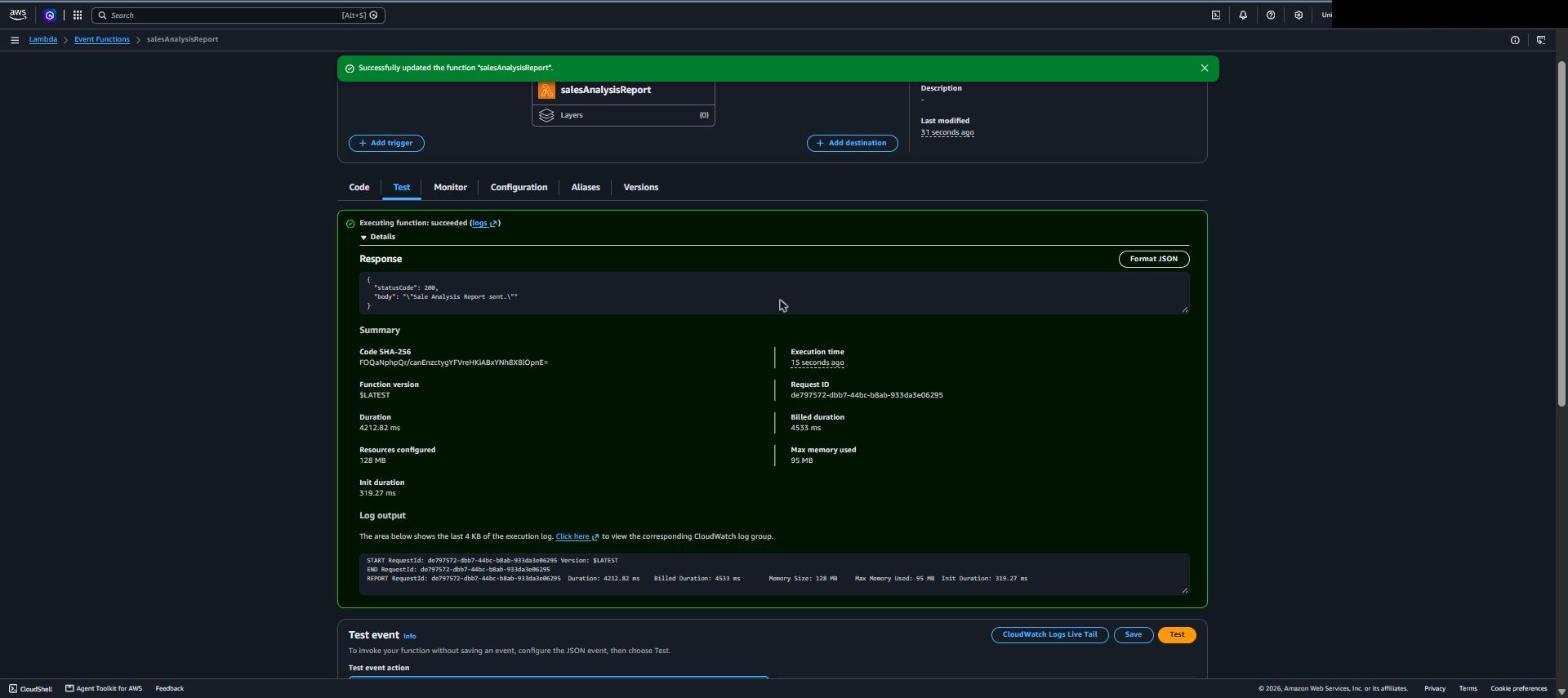 aws
Search [Alt+S]
Lambda > Event Functions > salesAnalysisReport
Successfully updated the function "salesAnalysisReport".
salesAnalysisReport
Layers (0)
+ Add trigger
+ Add destination
Description
-
Last modified
31 seconds ago
Code Test Monitor Configuration Aliases Versions
Executing function: succeeded (logs)
Details
Response
Format JSON
{
"statusCode": 200,
"body": "\"Sale Analysis Report sent.\""
}
Summary
Code SHA-256
Execution time
15 seconds ago
Function version
$LATEST
Request ID
de797572-dbb7-44bc-b8ab-933da3e06295
Duration
4212.82 ms
Billed duration
4533 ms
Resources configured
128 MB
Max memory used
95 MB
Init duration
319.27 ms
Log output
The area below shows the last 4 KB of the execution log. Click here to view the corresponding CloudWatch log group.
START RequestId: de797572-dbb7-44bc-b8ab-933da3e06295 Version: $LATEST
END RequestId: de797572-dbb7-44bc-b8ab-933da3e06295
REPORT RequestId: de797572-dbb7-44bc-b8ab-933da3e06295 Duration: 4212.82 ms Billed Duration: 4533 ms Memory Size: 128 MB Max Memory Used: 95 MB Init Duration: 319.27 ms
Test event Info
CloudWatch Logs Live Tail
Save
Test
To invoke your function without saving an event, configure the JSON event, then choose Test.
Test event action
CloudShell Agent Toolkit for AWS Feedback
© 2026, Amazon Web Services, Inc. or its affiliates. Privacy Terms Cookie preferences